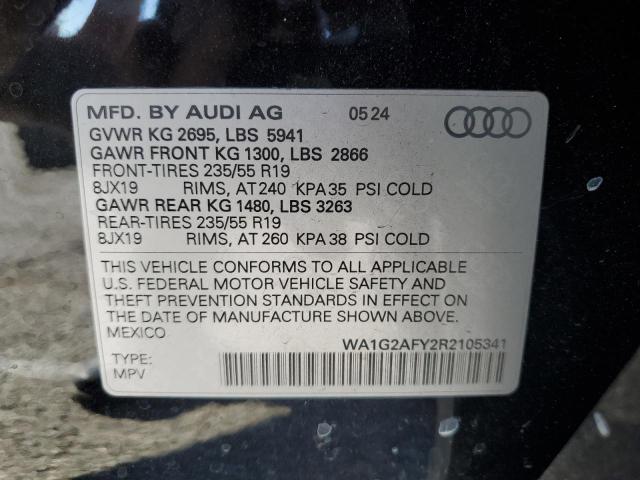 MFD. BY AUDI AG 05 24
GVWR KG 2695, LBS 5941
GAWR FRONT KG 1300, LBS 2866
FRONT-TIRES 235/55 R19
8JX19 RIMS, AT 240 KPA 35 PSI COLD
GAWR REAR KG 1480, LBS 3263
REAR-TIRES 235/55 R19
8JX19 RIMS, AT 260 KPA 38 PSI COLD
THIS VEHICLE CONFORMS TO ALL APPLICABLE
U.S. FEDERAL MOTOR VEHICLE SAFETY AND
THEFT PREVENTION STANDARDS IN EFFECT ON
THE DATE OF MANUFACTURE SHOWN ABOVE.
MEXICO
WA1G2AFY2R2105341
TYPE:
MPV